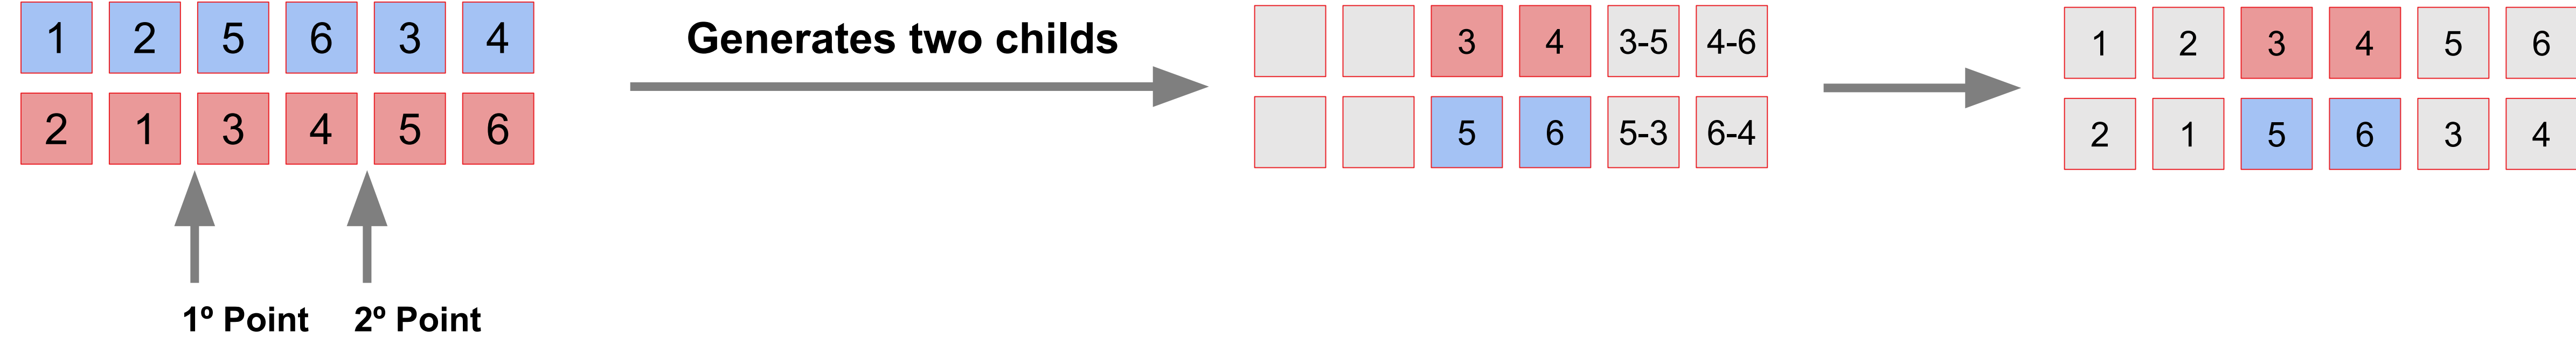 1 2 5 6 3 4
2 1 3 4 5 6
1º Point 2º Point
Generates two childs
3 4 3-5 4-6
5 6 5-3 6-4
1 2 3 4 5 6
2 1 5 6 3 4